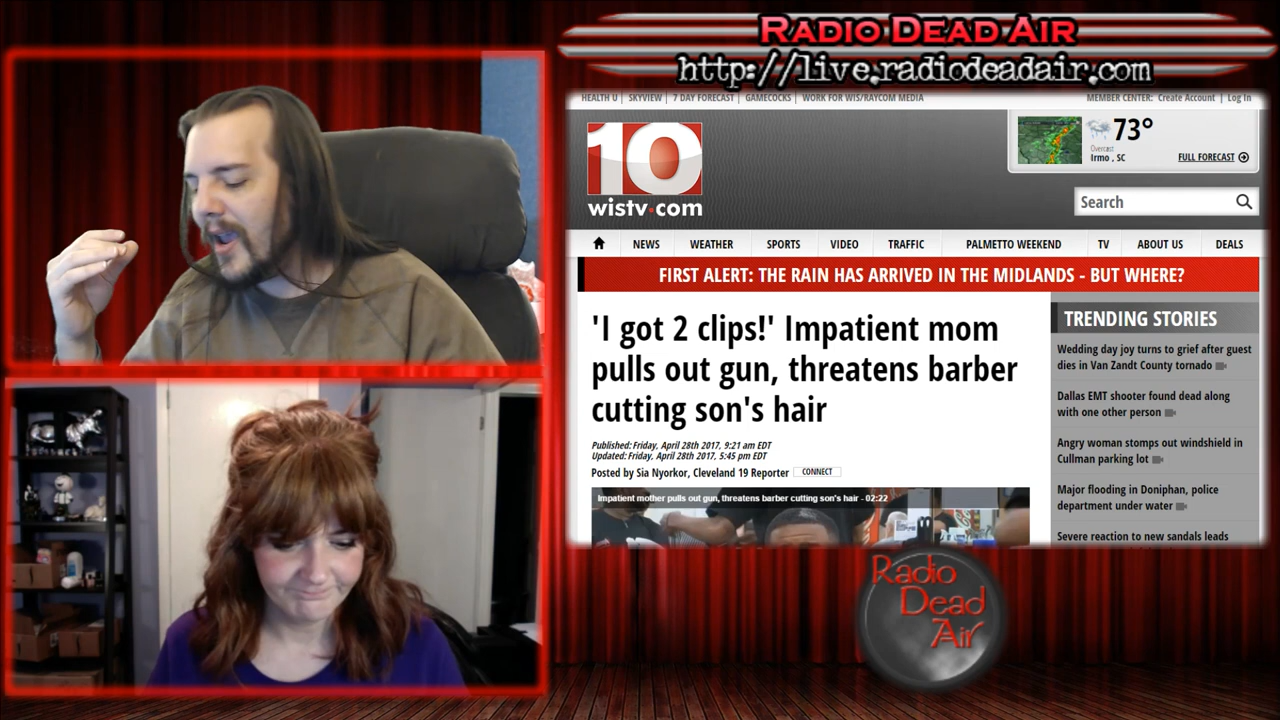 RADIO DEAD AIR
http://live.radiodeadair.com
HEALTH U | SKYVIEW | 7 DAY FORECAST | GAMECOCKS | WORK FOR WIS/RAYCOM MEDIA
MEMBER CENTER: Create Account | Log In
10
wistv.com
73°
Overcast
Irmo , SC
FULL FORECAST
Search
NEWS WEATHER SPORTS VIDEO TRAFFIC PALMETTO WEEKEND TV ABOUT US DEALS
FIRST ALERT: THE RAIN HAS ARRIVED IN THE MIDLANDS - BUT WHERE?
'I got 2 clips!' Impatient mom
pulls out gun, threatens barber
cutting son's hair
Published: Friday, April 28th 2017, 9:21 am EDT
Updated: Friday, April 28th 2017, 5:45 pm EDT
Posted by Sia Nyorkor, Cleveland 19 Reporter CONNECT
Impatient mother pulls out gun, threatens barber cutting son's hair - 02:22
TRENDING STORIES
Wedding day joy turns to grief after guest
dies in Van Zandt County tornado
Dallas EMT shooter found dead along
with one other person
Angry woman stomps out windshield in
Cullman parking lot
Major flooding in Doniphan, police
department under water
Severe reaction to new sandals leads
Radio
Dead
Air